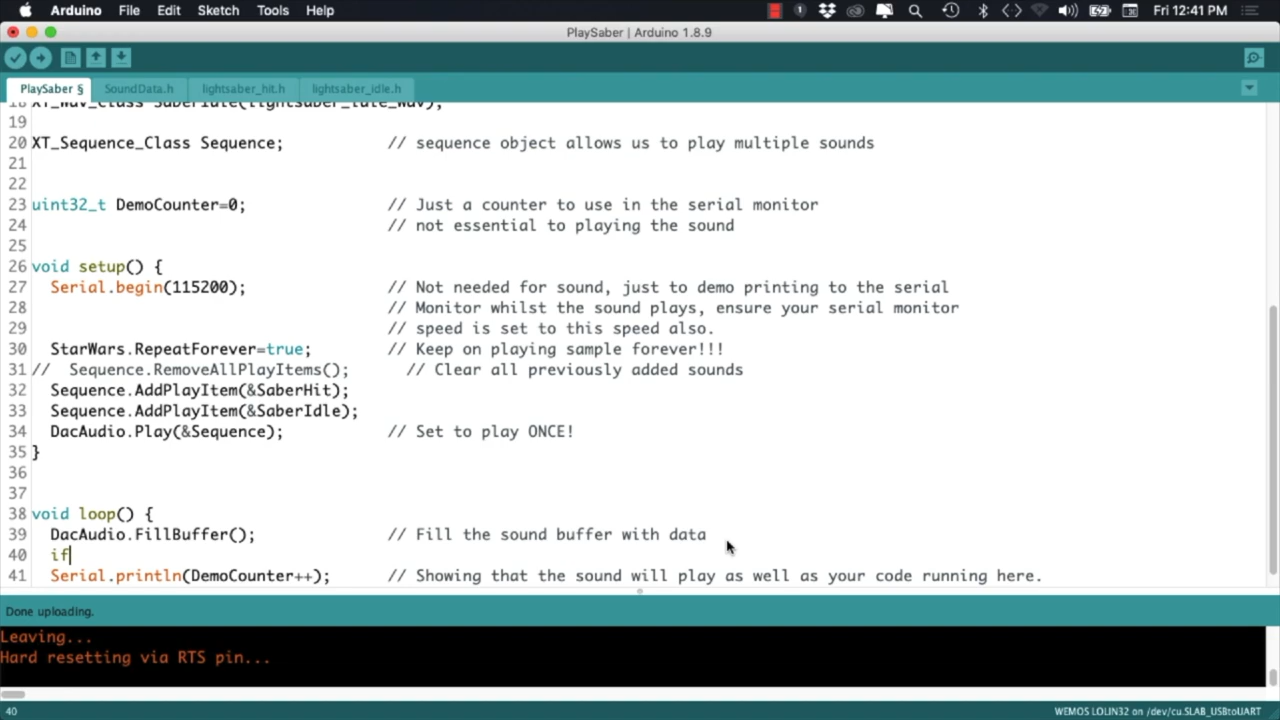 Arduino File Edit Sketch Tools Help Fri 12:41 PM
PlaySaber | Arduino 1.8.9
PlaySaber § SoundData.h lightsaber_hit.h lightsaber_idle.h
18 XT_Wav_Class SaberIdle(lightsaber_idle_wav);
19
20 XT_Sequence_Class Sequence; // sequence object allows us to play multiple sounds
21
22
23 uint32_t DemoCounter=0; // Just a counter to use in the serial monitor
24 // not essential to playing the sound
25
26 void setup() {
27 Serial.begin(115200); // Not needed for sound, just to demo printing to the serial
28 // Monitor whilst the sound plays, ensure your serial monitor
29 // speed is set to this speed also.
30 StarWars.RepeatForever=true; // Keep on playing sample forever!!!
31 // Sequence.RemoveAllPlayItems(); // Clear all previously added sounds
32 Sequence.AddPlayItem(&SaberHit);
33 Sequence.AddPlayItem(&SaberIdle);
34 DacAudio.Play(&Sequence); // Set to play ONCE!
35 }
36
37
38 void loop() {
39 DacAudio.FillBuffer(); // Fill the sound buffer with data
40 if
41 Serial.println(DemoCounter++); // Showing that the sound will play as well as your code running here.
Done uploading.
Leaving...
Hard resetting via RTS pin...
40 WEMOS LOLIN32 on /dev/cu.SLAB_USBtoUART